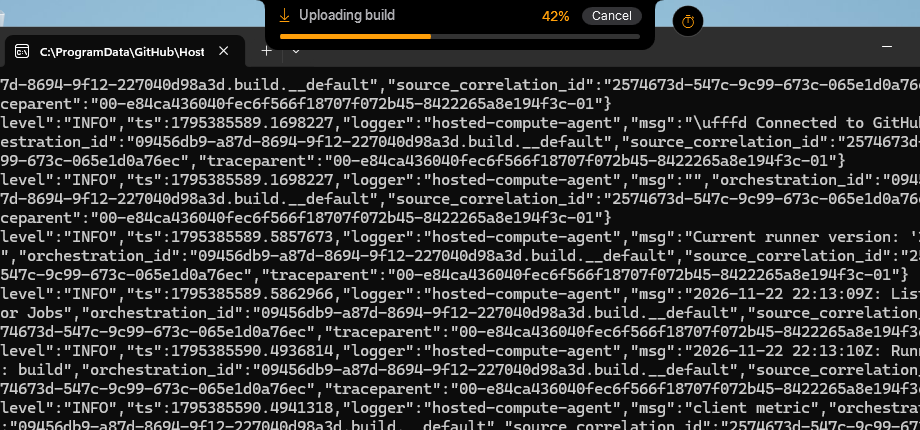 Uploading build 42% Cancel
C:\ProgramData\GitHub\Host
7d-8694-9f12-227040d98a3d.build.__default","source_correlation_id":"2574673d-547c-9c99-673c-065e1d0a76e
ceparent":"00-e84ca436040fec6f566f18707f072b45-8422265a8e194f3c-01"}
level":"INFO","ts":1795385589.1698227,"logger":"hosted-compute-agent","msg":"\ufffd Connected to GitHub
estration_id":"09456db9-a87d-8694-9f12-227040d98a3d.build.__default","source_correlation_id":"2574673d-
99-673c-065e1d0a76ec","traceparent":"00-e84ca436040fec6f566f18707f072b45-8422265a8e194f3c-01"}
level":"INFO","ts":1795385589.1698227,"logger":"hosted-compute-agent","msg":"","orchestration_id":"0945
7d-8694-9f12-227040d98a3d.build.__default","source_correlation_id":"2574673d-547c-9c99-673c-065e1d0a76e
ceparent":"00-e84ca436040fec6f566f18707f072b45-8422265a8e194f3c-01"}
level":"INFO","ts":1795385589.5857673,"logger":"hosted-compute-agent","msg":"Current runner version: '
","orchestration_id":"09456db9-a87d-8694-9f12-227040d98a3d.build.__default","source_correlation_id":"25
547c-9c99-673c-065e1d0a76ec","traceparent":"00-e84ca436040fec6f566f18707f072b45-8422265a8e194f3c-01"}
level":"INFO","ts":1795385589.5862966,"logger":"hosted-compute-agent","msg":"2026-11-22 22:13:09Z: List
or Jobs","orchestration_id":"09456db9-a87d-8694-9f12-227040d98a3d.build.__default","source_correlation_
74673d-547c-9c99-673c-065e1d0a76ec","traceparent":"00-e84ca436040fec6f566f18707f072b45-8422265a8e194f3c
level":"INFO","ts":1795385590.4936814,"logger":"hosted-compute-agent","msg":"2026-11-22 22:13:10Z: Run
: build","orchestration_id":"09456db9-a87d-8694-9f12-227040d98a3d.build.__default","source_correlation_
74673d-547c-9c99-673c-065e1d0a76ec","traceparent":"00-e84ca436040fec6f566f18707f072b45-8422265a8e194f3c
level":"INFO","ts":1795385590.4941318,"logger":"hosted-compute-agent","msg":"client metric","orchestra
:"09456db9-a87d-8694-9f12-227040d98a3d.build.__default","source_correlation_id":"2574673d-547c-9c99-67